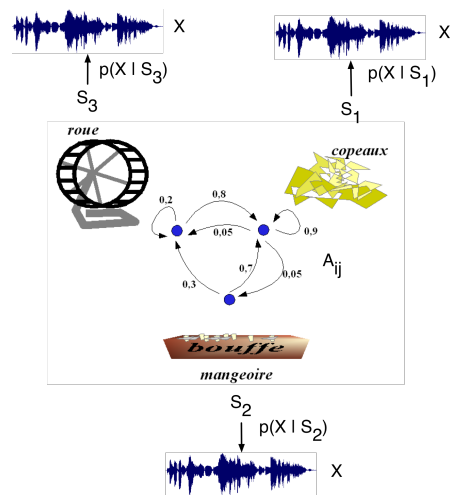 X
X
p(X | S3)
p(X | S1)
S3
S1
roue
copeaux
0,2
0,8
0,05
0,9
Aij
0,3
0,7
0,05
bouffe
mangeoire
S2
p(X | S2)
X